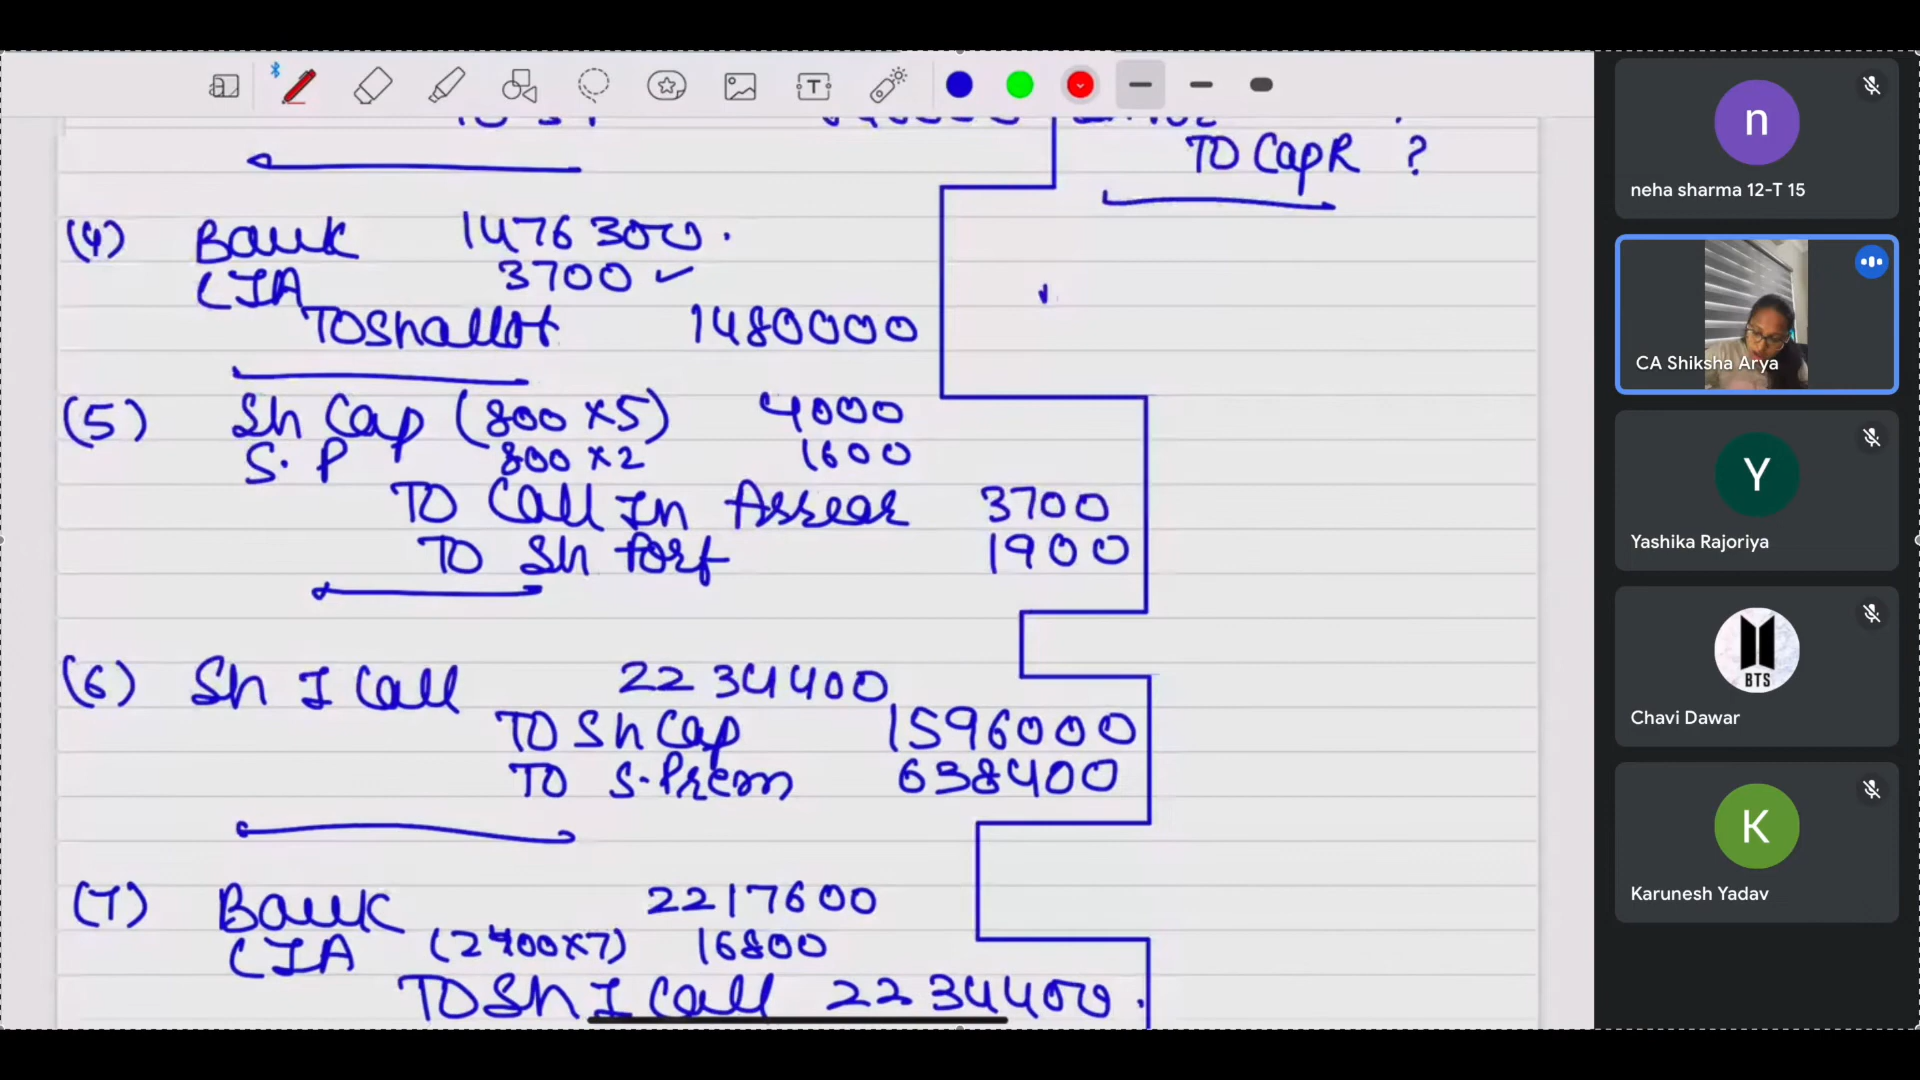 TO CapR ?
(4) Bank 1476300.
CIA 3700 ✓
TO Sh allot 1480000
(5) Sh Cap (800 x 5) 4000
S.P 800 x 2 1600
TO Call In Arrear 3700
TO Sh forf 1900
(6) Sh I Call 2234400
TO Sh Cap 1596000
TO S.Prem 638400
(7) Bank 2217600
CIA (2400x7) 16800
TO Sh I Call 2234400.
T
n
neha sharma 12-T 15
CA Shiksha Arya
Y
Yashika Rajoriya
BTS
Chavi Dawar
K
Karunesh Yadav